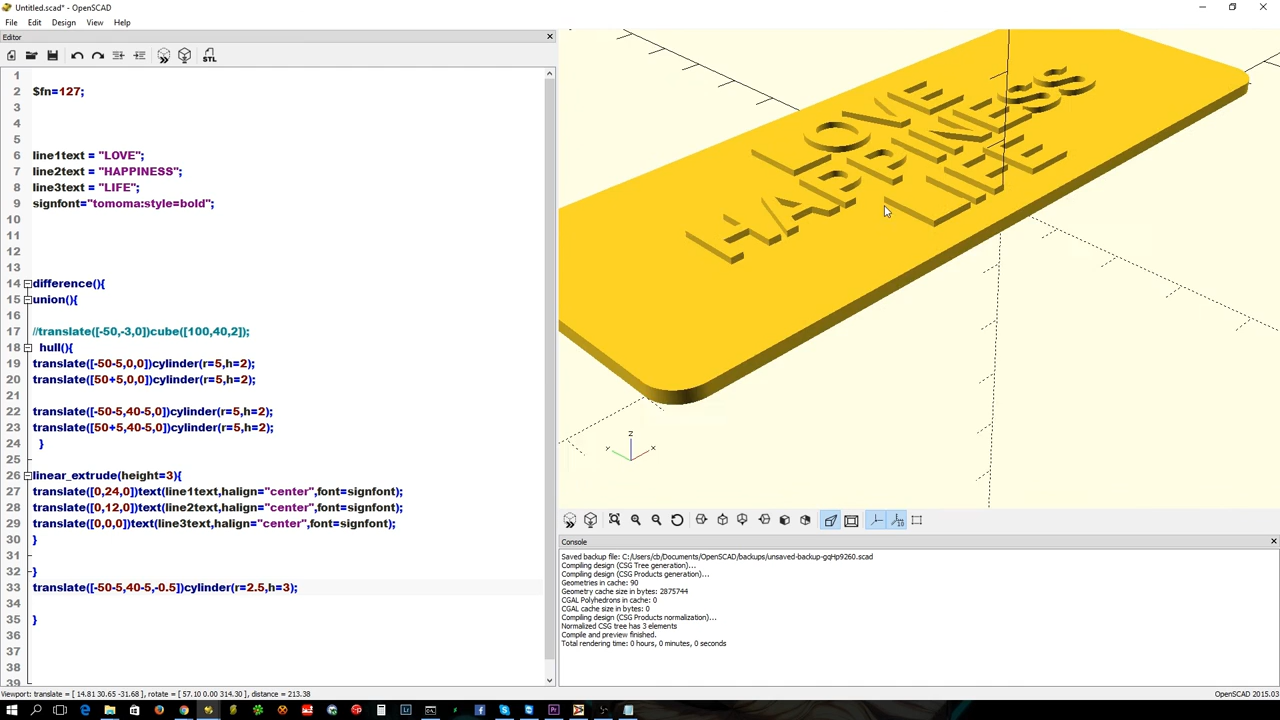 Untitled.scad* - OpenSCAD
File Edit Design View Help
Editor
STL
1
2 $fn=127;
3
4
5
6 line1text = "LOVE";
7 line2text = "HAPPINESS";
8 line3text = "LIFE";
9 signfont="tomoma:style=bold";
10
11
12
13
14 difference(){
15 union(){
16
17 //translate([-50,-3,0])cube([100,40,2]);
18 hull(){
19 translate([-50-5,0,0])cylinder(r=5,h=2);
20 translate([50+5,0,0])cylinder(r=5,h=2);
21
22 translate([-50-5,40-5,0])cylinder(r=5,h=2);
23 translate([50+5,40-5,0])cylinder(r=5,h=2);
24 }
25
26 linear_extrude(height=3){
27 translate([0,24,0])text(line1text,halign="center",font=signfont);
28 translate([0,12,0])text(line2text,halign="center",font=signfont);
29 translate([0,0,0])text(line3text,halign="center",font=signfont);
30 }
31
32 }
33 translate([-50-5,40-5,-0.5])cylinder(r=2.5,h=3);
34
35 }
36
37
38
39
LOVE
HAPPINESS
LIFE
Z
Y X
10
Console
Saved backup file: C:/Users/cb/Documents/OpenSCAD/backups/unsaved-backup-gqHp9260.scad
Compiling design (CSG Tree generation)...
Compiling design (CSG Products generation)...
Geometries in cache: 90
Geometry cache size in bytes: 2875744
CGAL Polyhedrons in cache: 0
CGAL cache size in bytes: 0
Compiling design (CSG Products normalization)...
Normalized CSG tree has 3 elements
Compile and preview finished.
Total rendering time: 0 hours, 0 minutes, 0 seconds
Viewport: translate = [ 14.81 30.65 -31.68 ], rotate = [ 57.10 0.00 314.30 ], distance = 213.38
OpenSCAD 2015.03